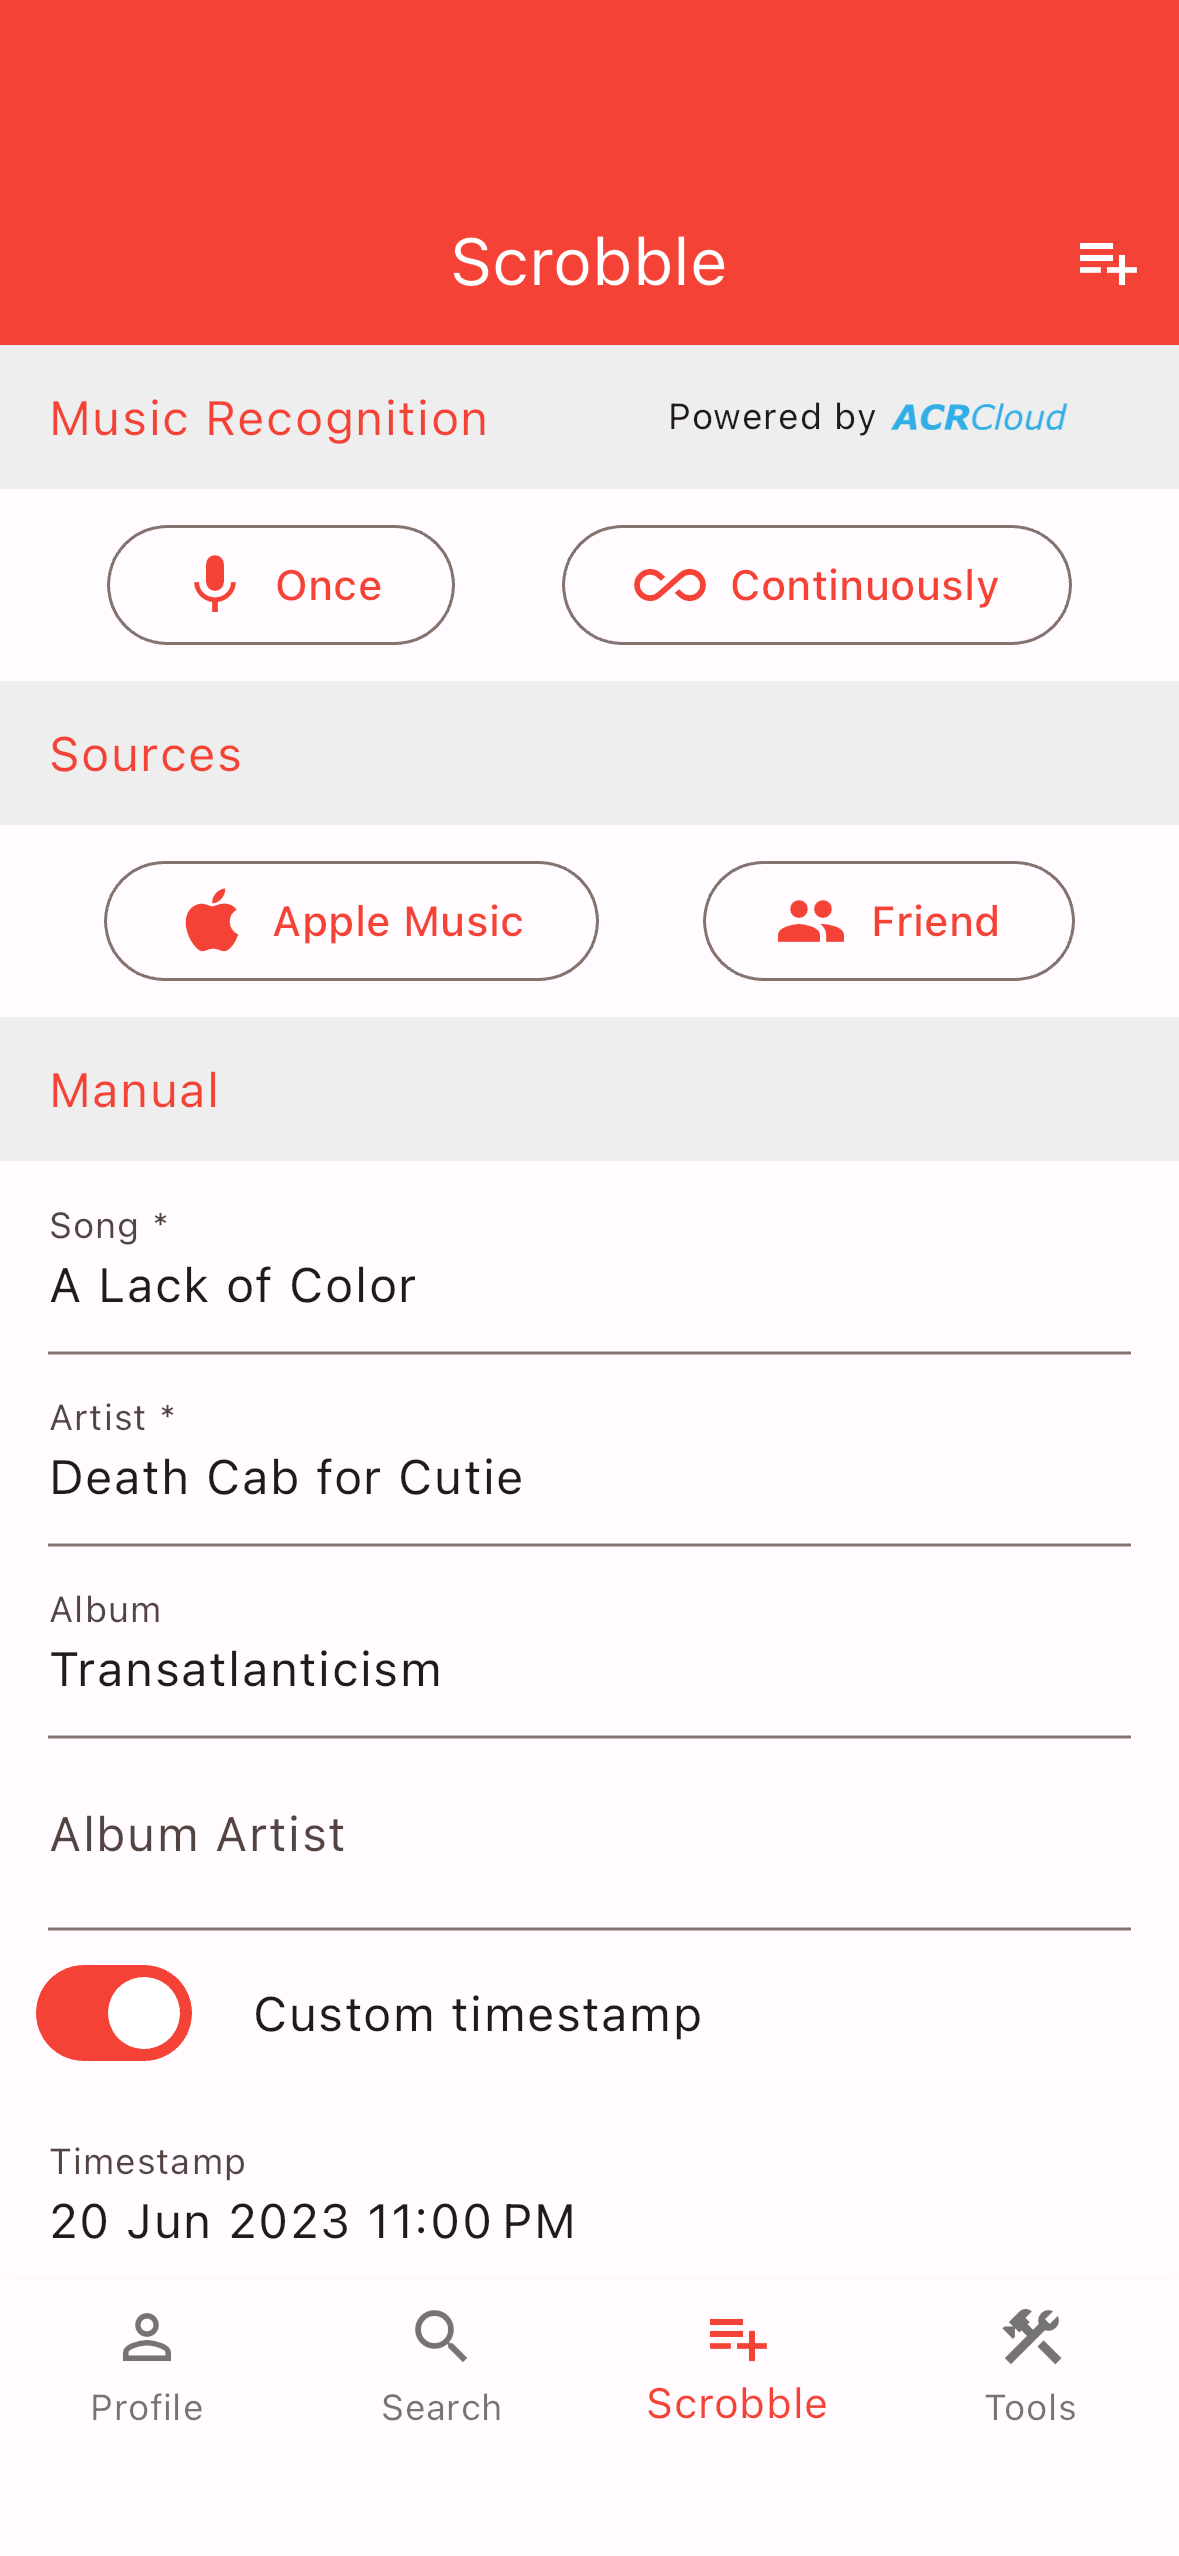 Scrobble
Music Recognition
Powered by ACRCloud
Once
Continuously
Sources
Apple Music
Friend
Manual
Song *
A Lack of Color
Artist *
Death Cab for Cutie
Album
Transatlanticism
Album Artist
Custom timestamp
Timestamp
20 Jun 2023 11:00 PM
Profile
Search
Scrobble
Tools